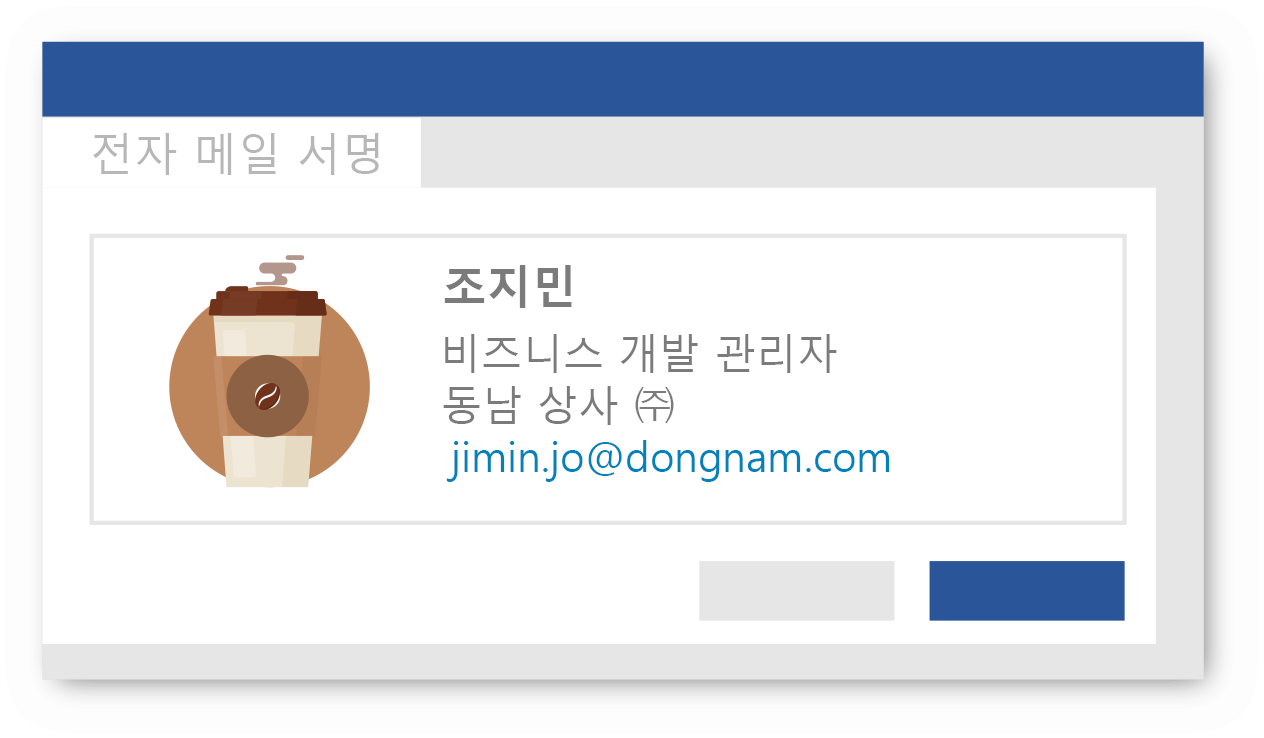 전자 메일 서명
조지민
비즈니스 개발 관리자
동남 상사 ㈜
jimin.jo@dongnam.com